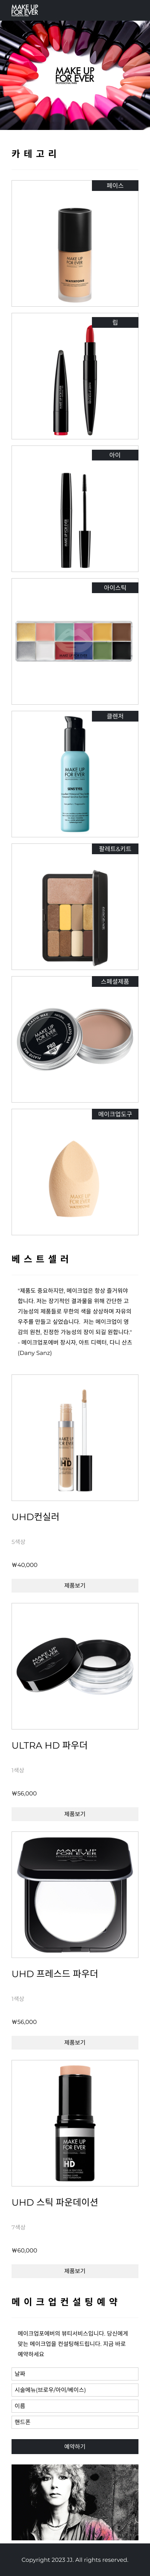 MAKE UP
FOR EVER
MAKE UP
FOR EVER
카테고리
페이스
MAKE UP
FOR EVER
립
아이
아이스틱
클렌저
MAKE UP
FOR EVER
팔레트&키트
스페셜제품
MAKE UP
FOR EVER
PRO
메이크업도구
베스트셀러
"제품도 중요하지만, 메이크업은 항상 즐거워야
합니다. 저는 장기적인 결과물을 위해 간단한 고
기능성의 제품들로 무한의 색을 상상하며 자유의
우주를 만들고 싶었습니다. 저는 메이크업이 영
감의 원천, 진정한 가능성의 장이 되길 원합니다."
- 메이크업포에버 창시자, 아트 디렉터, 다니 산츠
(Dany Sanz)
MAKE UP
FOR EVER
ULTRA
HD
UHD컨실러
5색상
₩40,000
제품보기
MAKE UP
FOR EVER
ULTRA HD 파우더
1색상
₩56,000
제품보기
MAKE UP
FOR EVER
UHD 프레스드 파우더
1색상
₩56,000
제품보기
MAKE UP
FOR EVER
HD
UHD 스틱 파운데이션
7색상
₩60,000
제품보기
메이크업컨설팅예약
메이크업포에버의 뷰티서비스입니다. 당신에게
맞는 메이크업을 컨설팅해드립니다. 지금 바로
예약하세요
날짜
시술메뉴(브로우/아이/베이스)
이름
핸드폰
예약하기
Copyright 2023 JJ. All rights reserved.